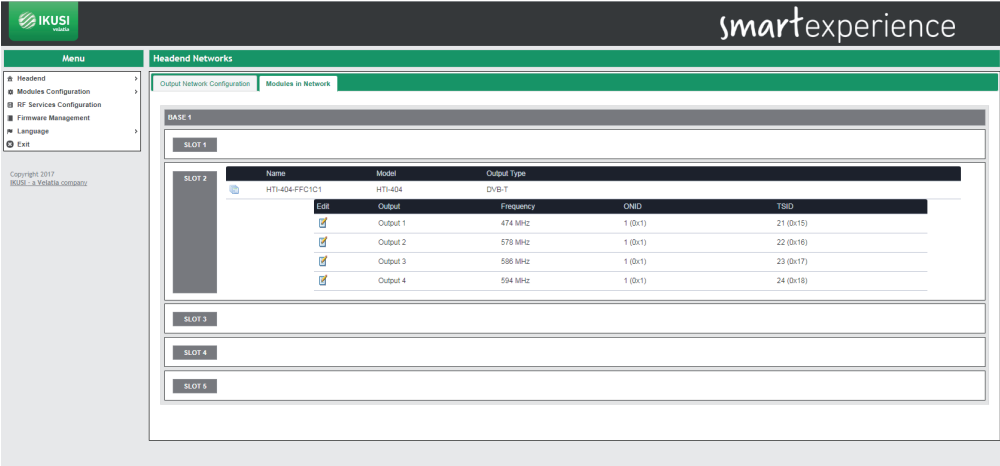 IKUSI
velatia
smartexperience
Menu
Headend
Modules Configuration
RF Services Configuration
Firmware Management
Language
Exit
Copyright 2017
IKUSI - a Velatia company
Headend Networks
Output Network Configuration Modules in Network
BASE 1
SLOT 1
SLOT 2
Name Model Output Type
HTI-404-FFC1C1 HTI-404 DVB-T
Edit Output Frequency ONID TSID
Output 1 474 MHz 1 (0x1) 21 (0x15)
Output 2 578 MHz 1 (0x1) 22 (0x16)
Output 3 586 MHz 1 (0x1) 23 (0x17)
Output 4 594 MHz 1 (0x1) 24 (0x18)
SLOT 3
SLOT 4
SLOT 5